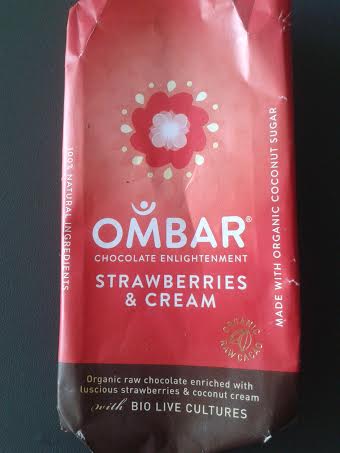 100% NATURAL INGREDIENTS
MADE WITH ORGANIC COCONUT SUGAR
OMBAR®
CHOCOLATE ENLIGHTENMENT
STRAWBERRIES
& CREAM
ORGANIC
RAW CACAO
Organic raw chocolate enriched with
luscious strawberries & coconut cream
with BIO LIVE CULTURES